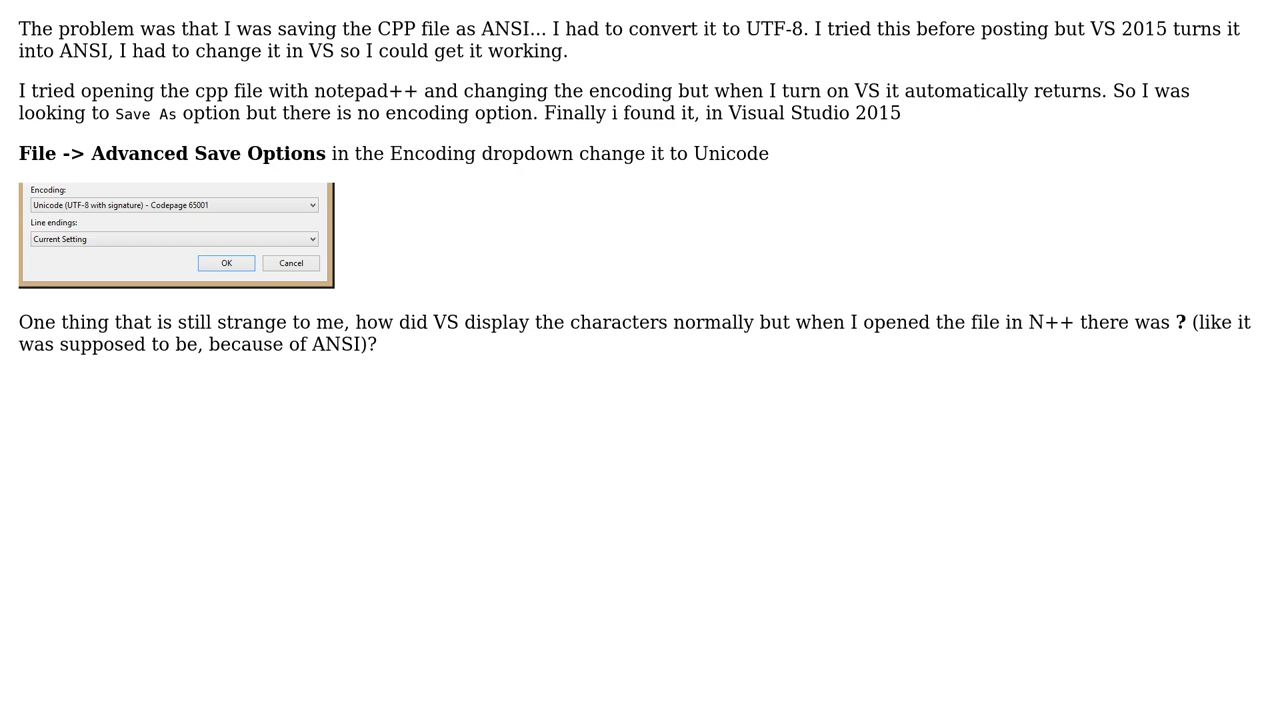 The problem was that I was saving the CPP file as ANSI... I had to convert it to UTF-8. I tried this before posting but VS 2015 turns it
into ANSI, I had to change it in VS so I could get it working.
I tried opening the cpp file with notepad++ and changing the encoding but when I turn on VS it automatically returns. So I was
looking to Save As option but there is no encoding option. Finally i found it, in Visual Studio 2015
File -> Advanced Save Options in the Encoding dropdown change it to Unicode
Encoding:
Unicode (UTF-8 with signature) - Codepage 65001
Line endings:
Current Setting
OK Cancel
One thing that is still strange to me, how did VS display the characters normally but when I opened the file in N++ there was ? (like it
was supposed to be, because of ANSI)?